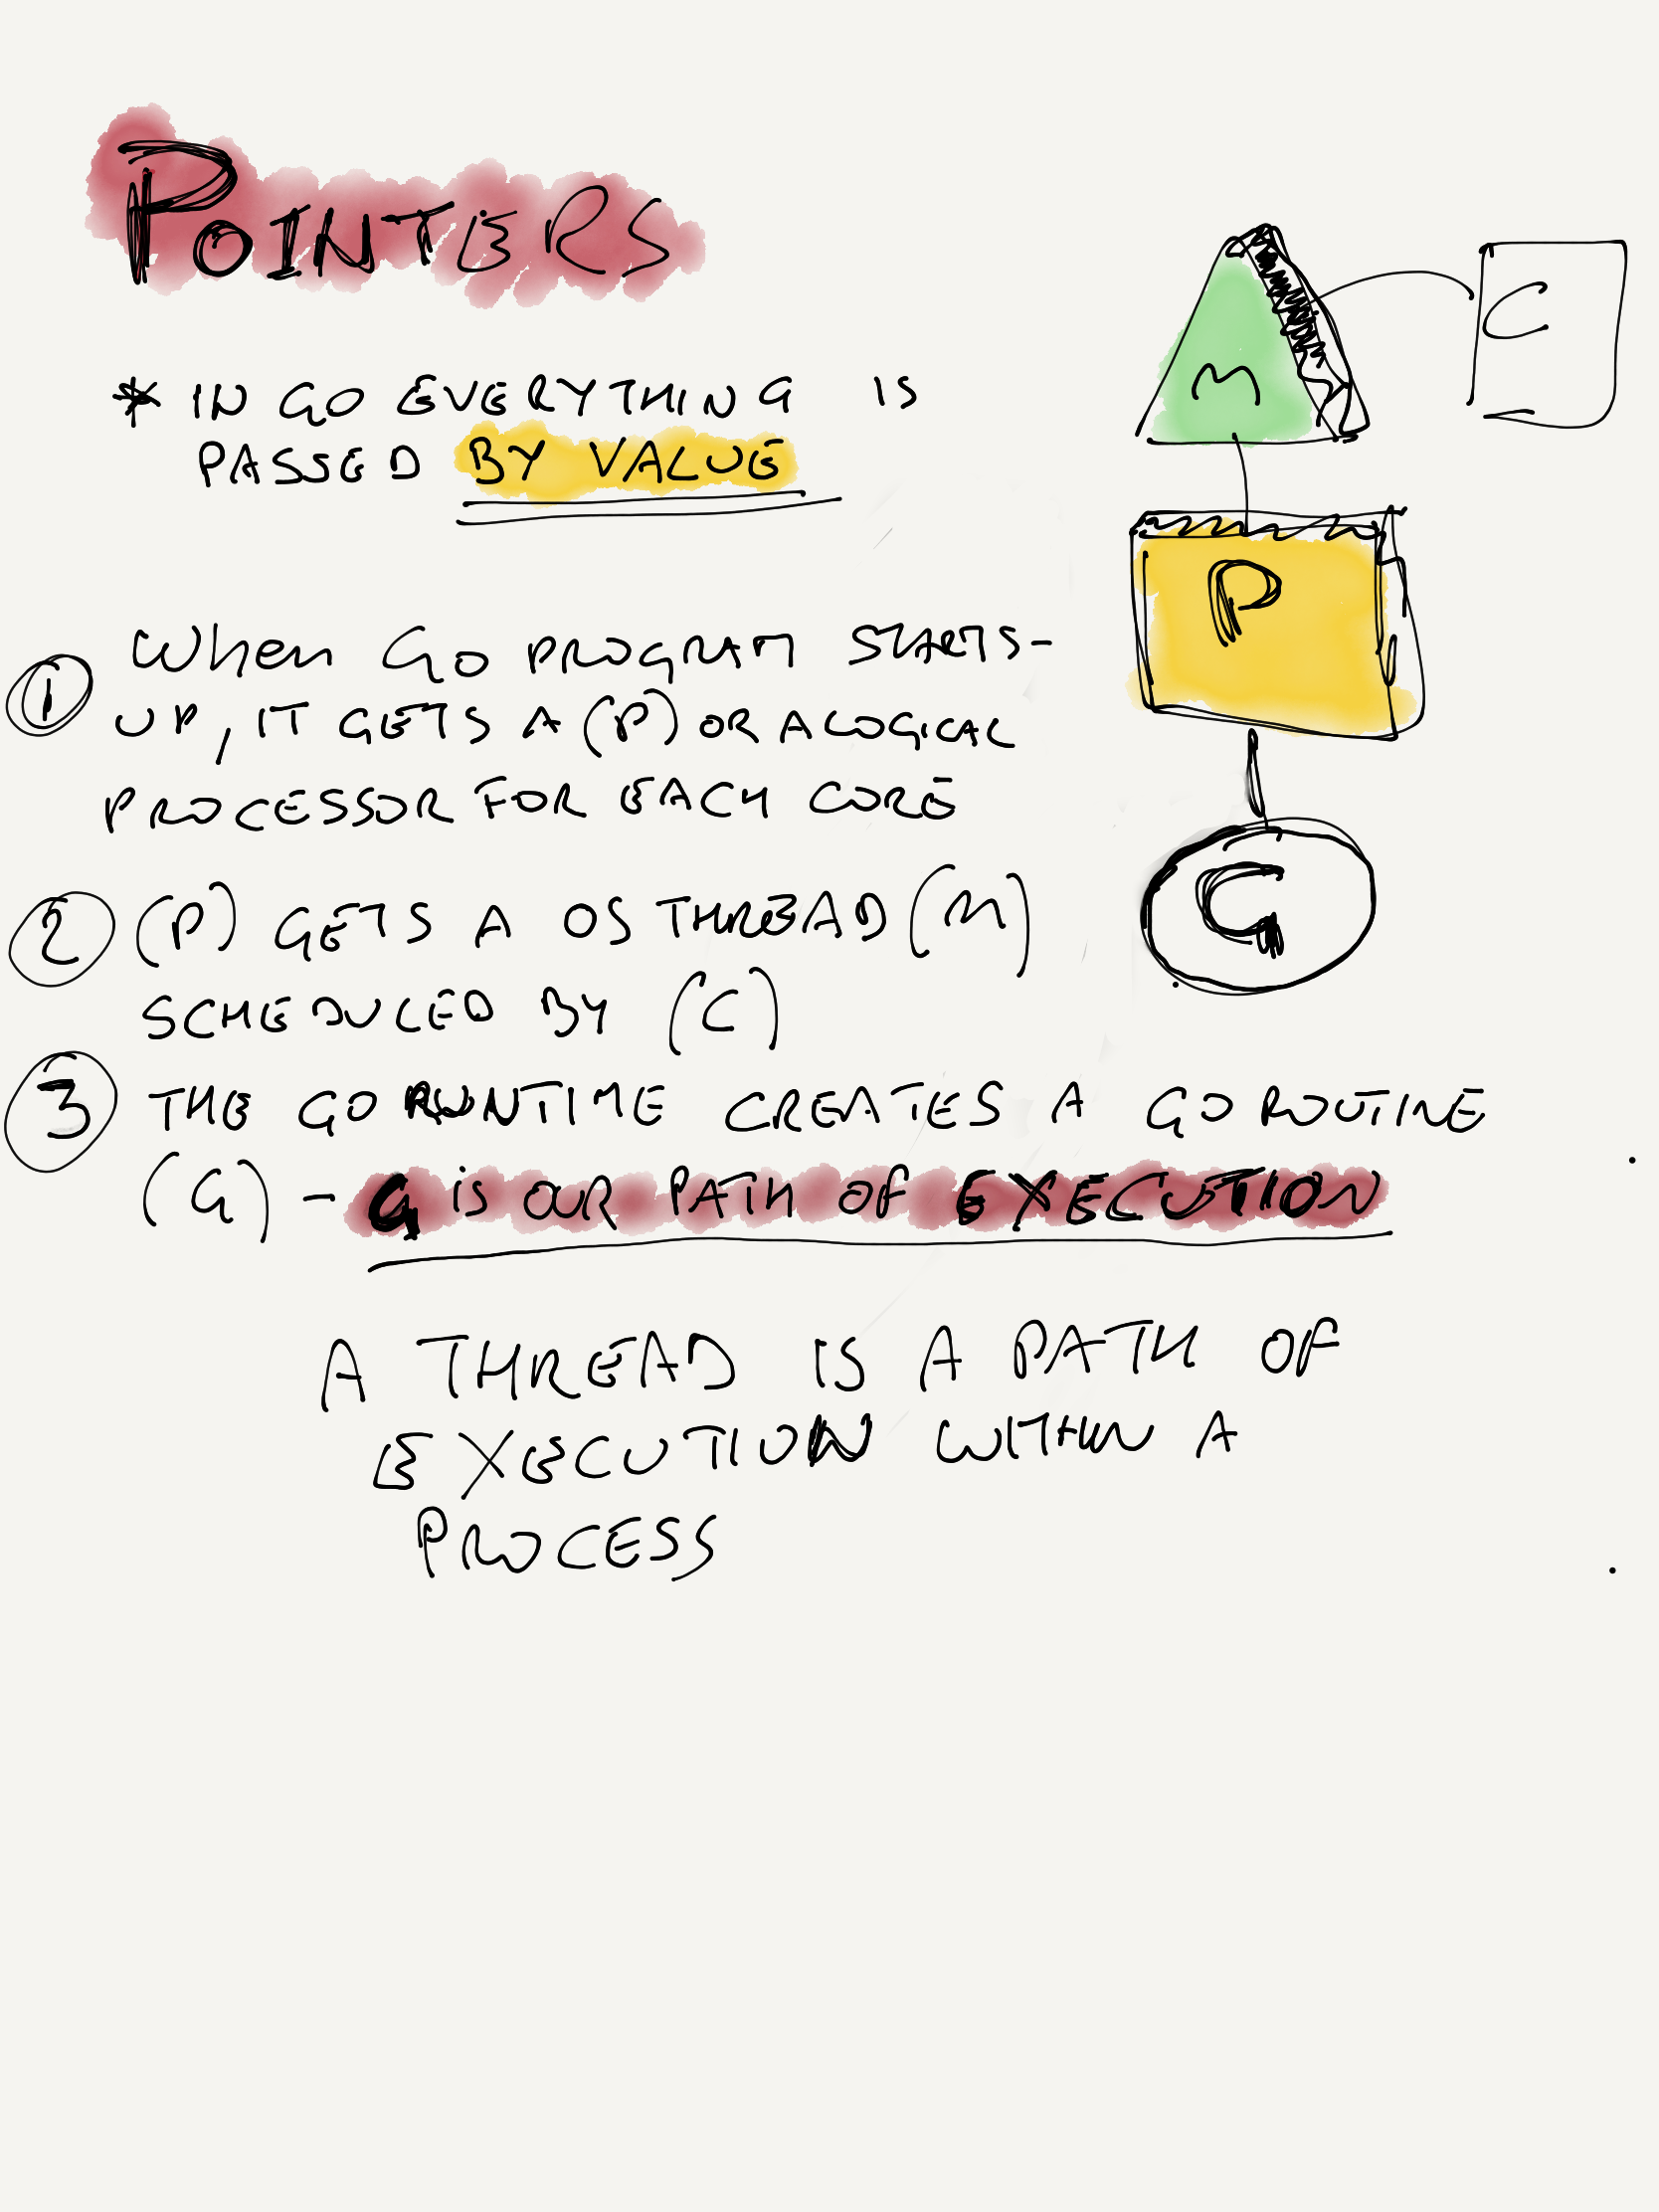 POINTERS
* IN GO EVERYTHING IS
PASSED BY VALUE
M
C
P
G
1 When Go PROGRAM STARTS-
UP, IT GETS A (P) OR A LOGICAL
PROCESSOR FOR EACH CORE
2 (P) GETS A OS THREAD (M)
SCHEDULED BY (C)
3 THE GO RUNTIME CREATES A GO ROUTINE
(G) - G is OUR PATH OF EXECUTION
A THREAD IS A PATH OF
EXECUTION WITHIN A
PROCESS